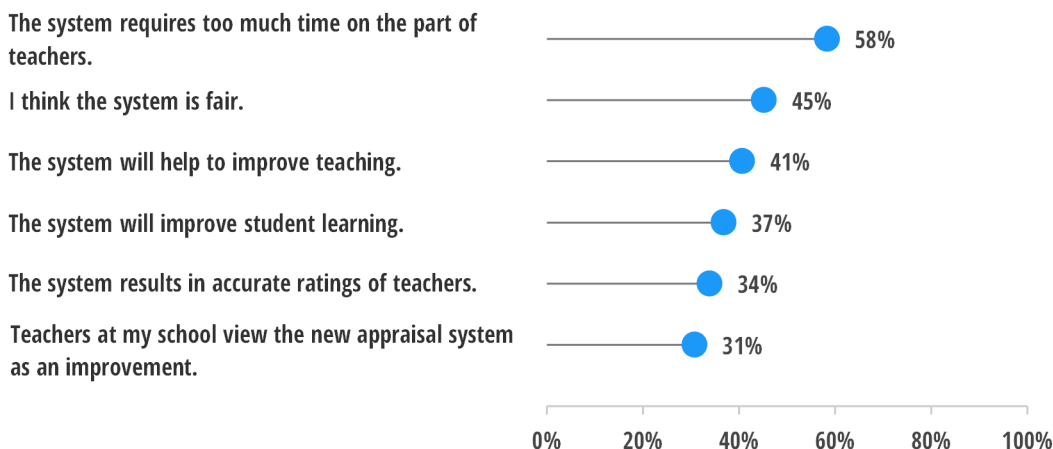 The system requires too much time on the part of
teachers.
58%
I think the system is fair.
45%
The system will help to improve teaching.
41%
The system will improve student learning.
37%
The system results in accurate ratings of teachers.
34%
Teachers at my school view the new appraisal system
as an improvement.
31%
0% 20% 40% 60% 80% 100%